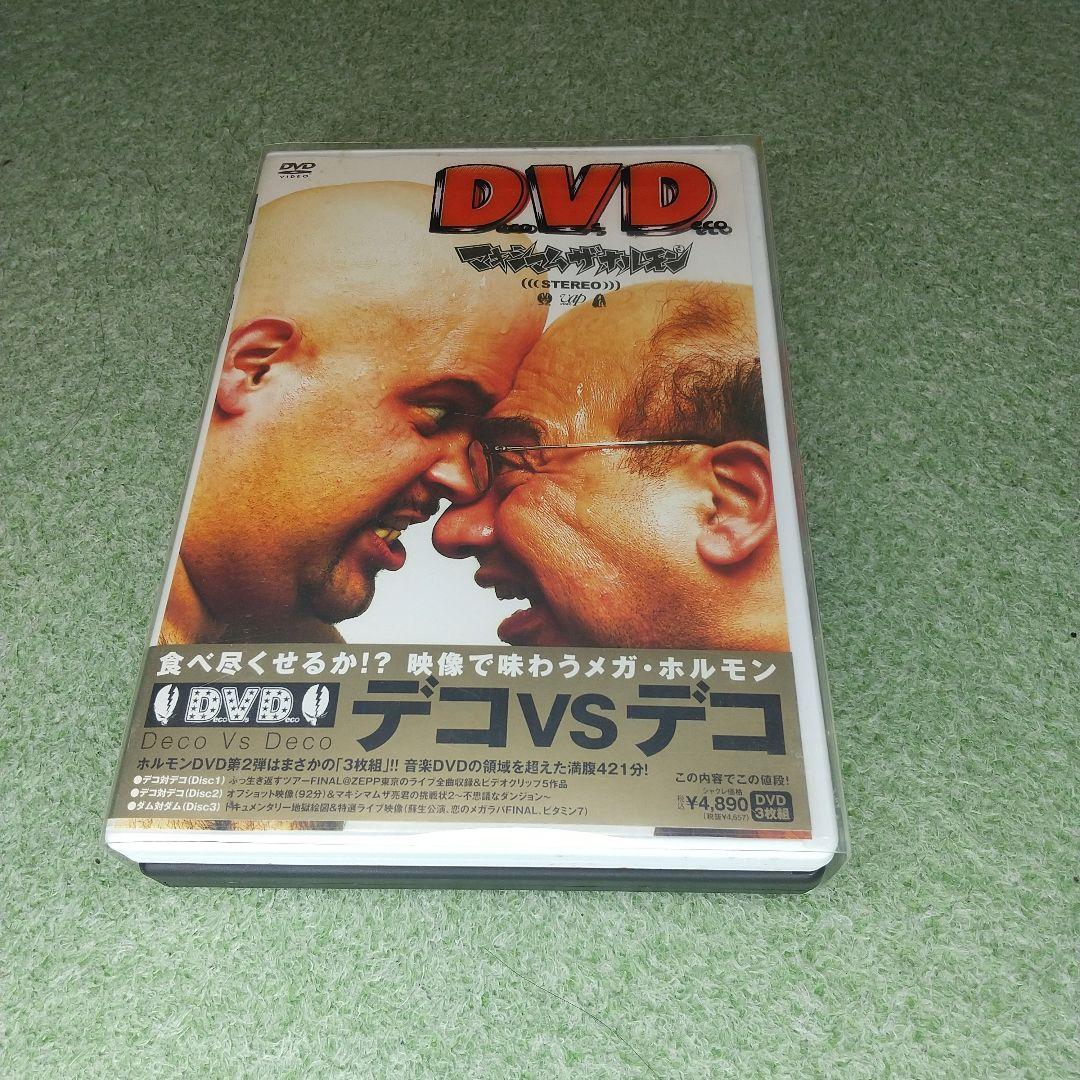 DVD
VIDEO
D.V.D.
eco s eco
マキシマム ザ ホルモン
(((STEREO)))
vap
食べ尽くせるか!? 映像で味わうメガ・ホルモン
D.V.D.
eco s eco
Deco Vs Deco
デコ VS デコ
ホルモンDVD第2弾はまさかの「3枚組」!! 音楽DVDの領域を超えた満腹421分!
●デコ対デコ(Disc1) ぶっ生き返すツアーFINAL@ZEPP東京のライブ全曲収録&ビデオクリップ5作品
●デコ対デコ(Disc2) オフショット映像(92分)&マキシマムザ亮君の挑戦状2〜不思議なダンジョン〜
●ダム対ダム(Disc3) ドキュメンタリー地獄絵図&特選ライブ映像(蘇生公演、恋のメガラバFINAL、ビタミン7)
この内容でこの値段!
シャクレ価格
税込¥4,890
(税抜¥4,657)
DVD
3枚組